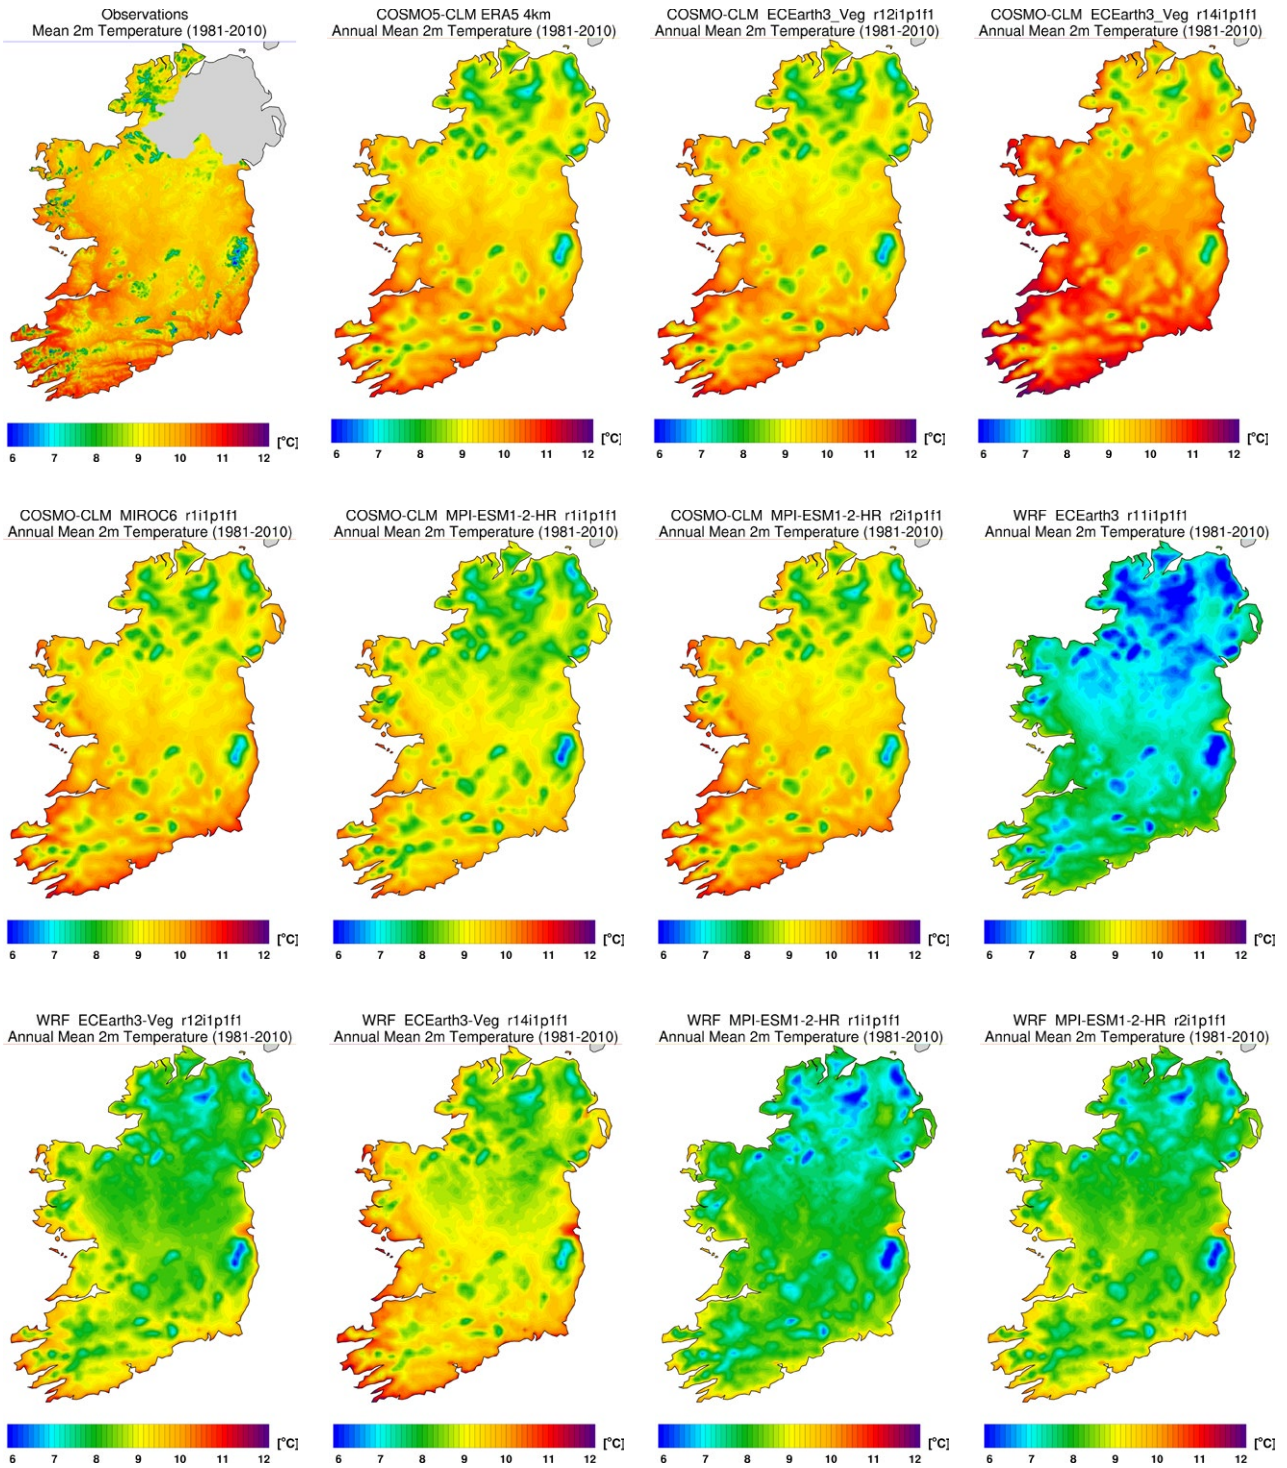 Observations
Mean 2m Temperature (1981-2010)
COSMO5-CLM ERA5 4km
Annual Mean 2m Temperature (1981-2010)
COSMO-CLM ECEarth3_Veg r12i1p1f1
Annual Mean 2m Temperature (1981-2010)
COSMO-CLM ECEarth3_Veg r14i1p1f1
Annual Mean 2m Temperature (1981-2010)
6 7 8 9 10 11 12 [°C]
6 7 8 9 10 11 12 [°C]
6 7 8 9 10 11 12 [°C]
6 7 8 9 10 11 12 [°C]
COSMO-CLM MIROC6 r1i1p1f1
Annual Mean 2m Temperature (1981-2010)
COSMO-CLM MPI-ESM1-2-HR r1i1p1f1
Annual Mean 2m Temperature (1981-2010)
COSMO-CLM MPI-ESM1-2-HR r2i1p1f1
Annual Mean 2m Temperature (1981-2010)
WRF ECEarth3 r11i1p1f1
Annual Mean 2m Temperature (1981-2010)
6 7 8 9 10 11 12 [°C]
6 7 8 9 10 11 12 [°C]
6 7 8 9 10 11 12 [°C]
6 7 8 9 10 11 12 [°C]
WRF ECEarth3-Veg r12i1p1f1
Annual Mean 2m Temperature (1981-2010)
WRF ECEarth3-Veg r14i1p1f1
Annual Mean 2m Temperature (1981-2010)
WRF MPI-ESM1-2-HR r1i1p1f1
Annual Mean 2m Temperature (1981-2010)
WRF MPI-ESM1-2-HR r2i1p1f1
Annual Mean 2m Temperature (1981-2010)
6 7 8 9 10 11 12 [°C]
6 7 8 9 10 11 12 [°C]
6 7 8 9 10 11 12 [°C]
6 7 8 9 10 11 12 [°C]